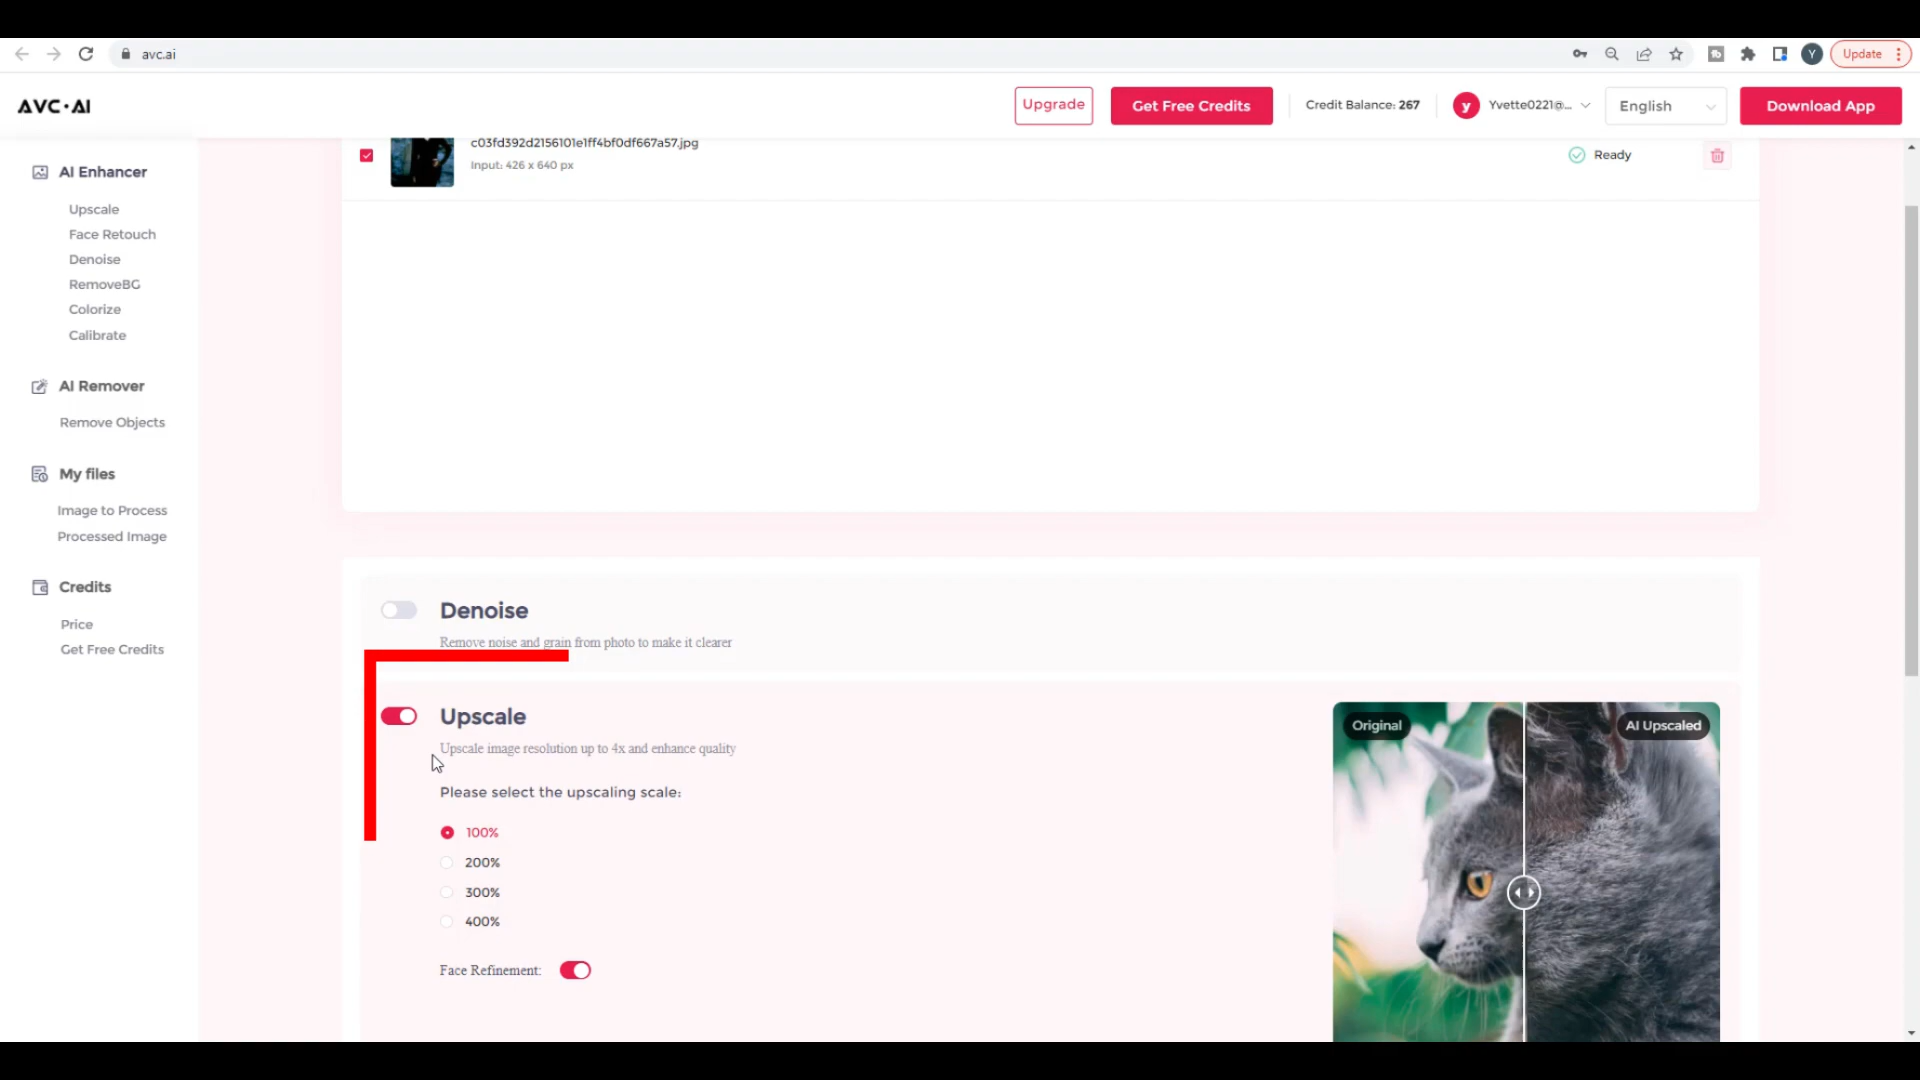 avc.ai
Y
Update
AVC·AI
Upgrade
Get Free Credits
Credit Balance: 267
y
Yvette0221@...
English
Download App
c03fd392d2156101e1ff4bf0df667a57.jpg
Input: 426 x 640 px
Ready
AI Enhancer
Upscale
Face Retouch
Denoise
RemoveBG
Colorize
Calibrate
AI Remover
Remove Objects
My files
Image to Process
Processed Image
Credits
Price
Get Free Credits
Denoise
Remove noise and grain from photo to make it clearer
Upscale
Upscale image resolution up to 4x and enhance quality
Please select the upscaling scale:
100%
200%
300%
400%
Face Refinement:
Original
AI Upscaled